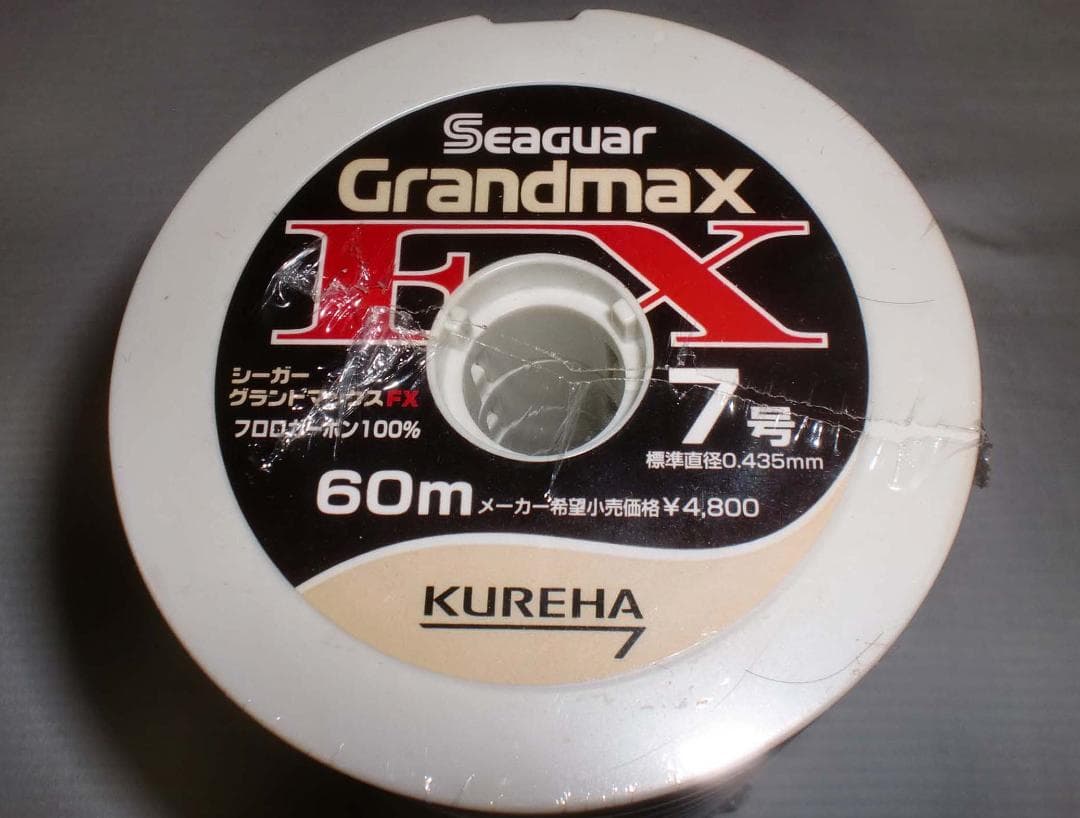 Seaguar
Grandmax
FX
シーガー
グランドマックスFX
フロロカーボン100%
7号
標準直径0.435mm
60m メーカー希望小売価格¥4,800
KUREHA